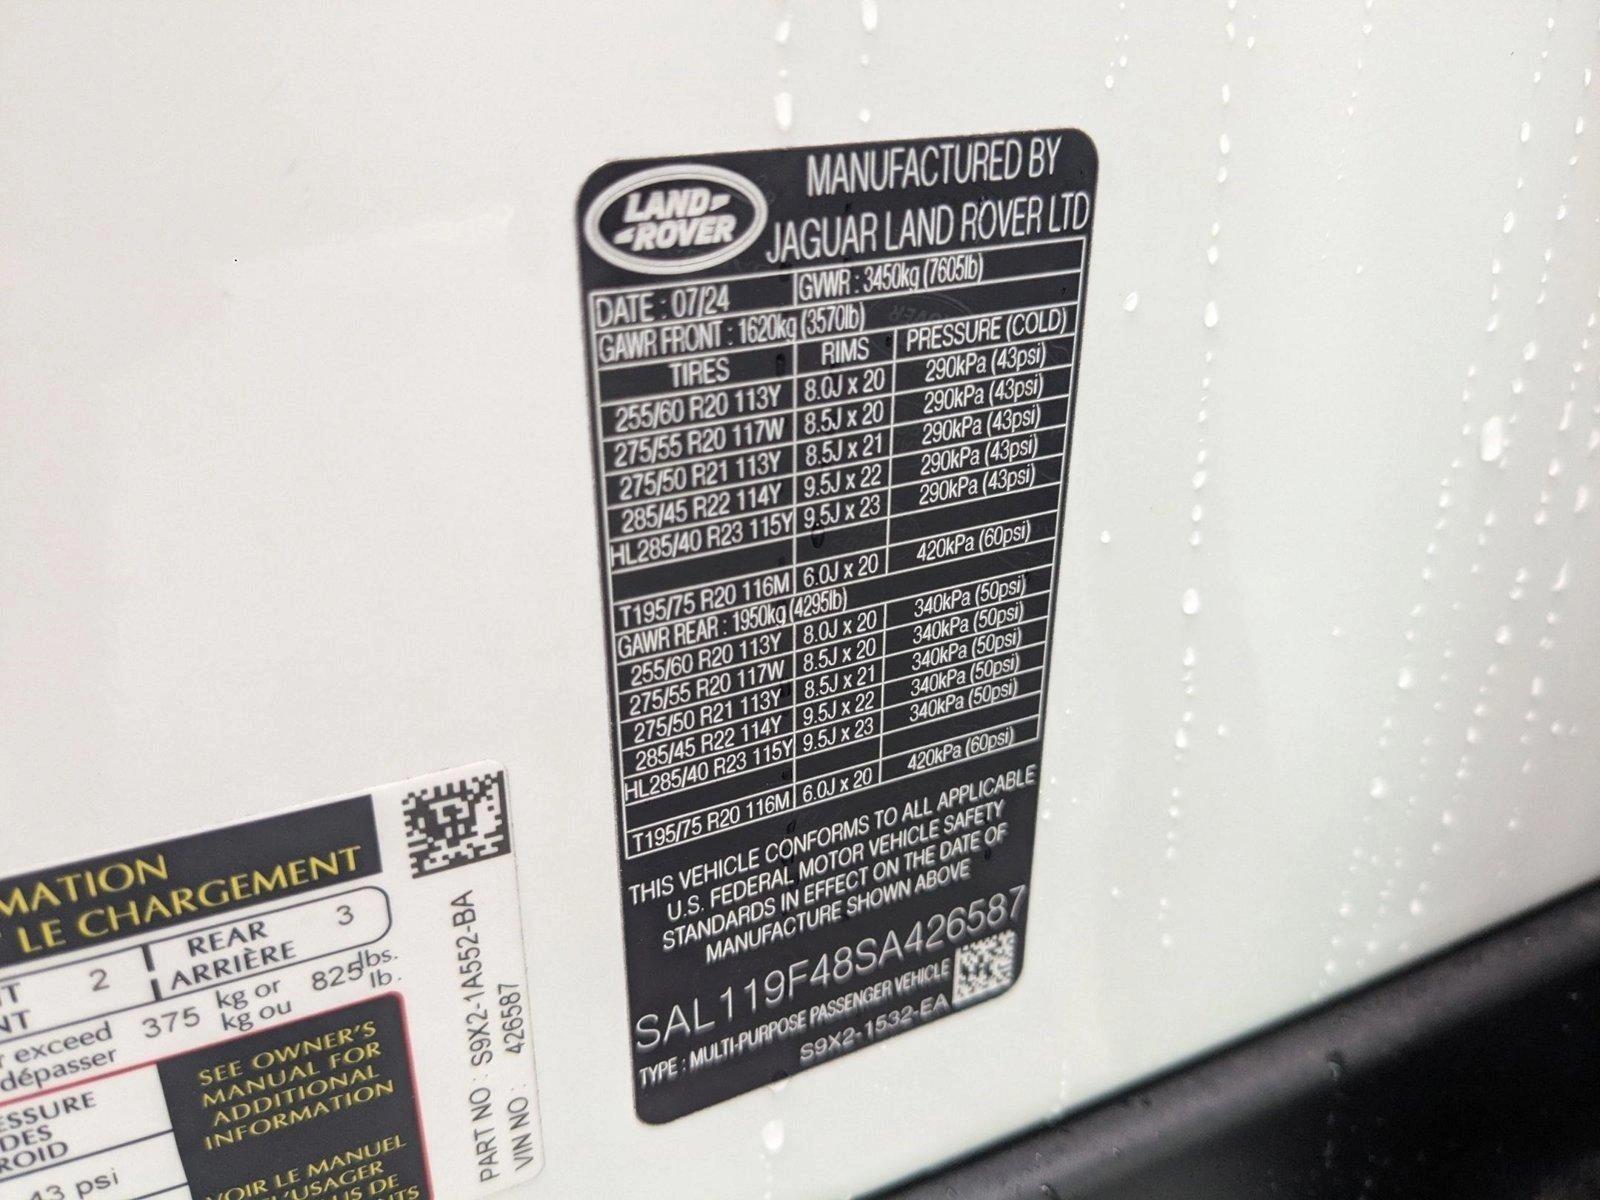 LAND ROVER
MANUFACTURED BY
JAGUAR LAND ROVER LTD
DATE : 07/24 GVWR : 3450kg (7605lb)
GAWR FRONT : 1620kg (3570lb)
TIRES RIMS PRESSURE (COLD)
255/60 R20 113Y 8.0J x 20 290kPa (43psi)
275/55 R20 117W 8.5J x 20 290kPa (43psi)
275/50 R21 113Y 8.5J x 21 290kPa (43psi)
285/45 R22 114Y 9.5J x 22 290kPa (43psi)
HL285/40 R23 115Y 9.5J x 23 290kPa (43psi)
T195/75 R20 116M 6.0J x 20 420kPa (60psi)
GAWR REAR : 1950kg (4295lb)
255/60 R20 113Y 8.0J x 20 340kPa (50psi)
275/55 R20 117W 8.5J x 20 340kPa (50psi)
275/50 R21 113Y 8.5J x 21 340kPa (50psi)
285/45 R22 114Y 9.5J x 22 340kPa (50psi)
HL285/40 R23 115Y 9.5J x 23 340kPa (50psi)
T195/75 R20 116M 6.0J x 20 420kPa (60psi)
THIS VEHICLE CONFORMS TO ALL APPLICABLE
U.S. FEDERAL MOTOR VEHICLE SAFETY
STANDARDS IN EFFECT ON THE DATE OF
MANUFACTURE SHOWN ABOVE
SAL119F48SA426587
TYPE : MULTI-PURPOSE PASSENGER VEHICLE
S9X2-1532-EA
MATION
LE CHARGEMENT
NT 2 REAR 3
NT ARRIÈRE
r exceed 375 kg or 825 lbs.
dépasser kg ou lb.
ESSURE
DES
ROID
43 psi
SEE OWNER'S
MANUAL FOR
ADDITIONAL
INFORMATION
VOIR LE MANUEL
L'USAGER
US DE
NTS
PART NO : S9X2-1A552-BA
VIN NO : 426587